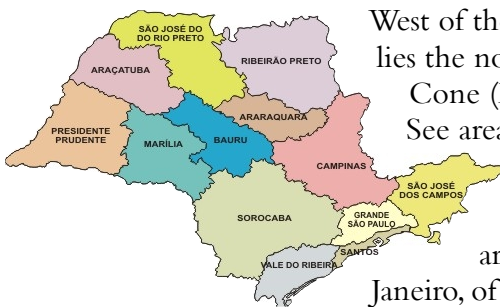 West of th
lies the no
Cone (
See area
SÃO JOSÉ DO
DO RIO PRETO
RIBEIRÃO PRETO
ARAÇATUBA
ARARAQUARA
PRESIDENTE
PRUDENTE
MARÍLIA
BAURU
CAMPINAS
SÃO JOSÉ
DOS CAMPOS
SOROCABA
GRANDE
SÃO PAULO
SANTOS
VALE DO RIBEIRA
ar
Janeiro, of